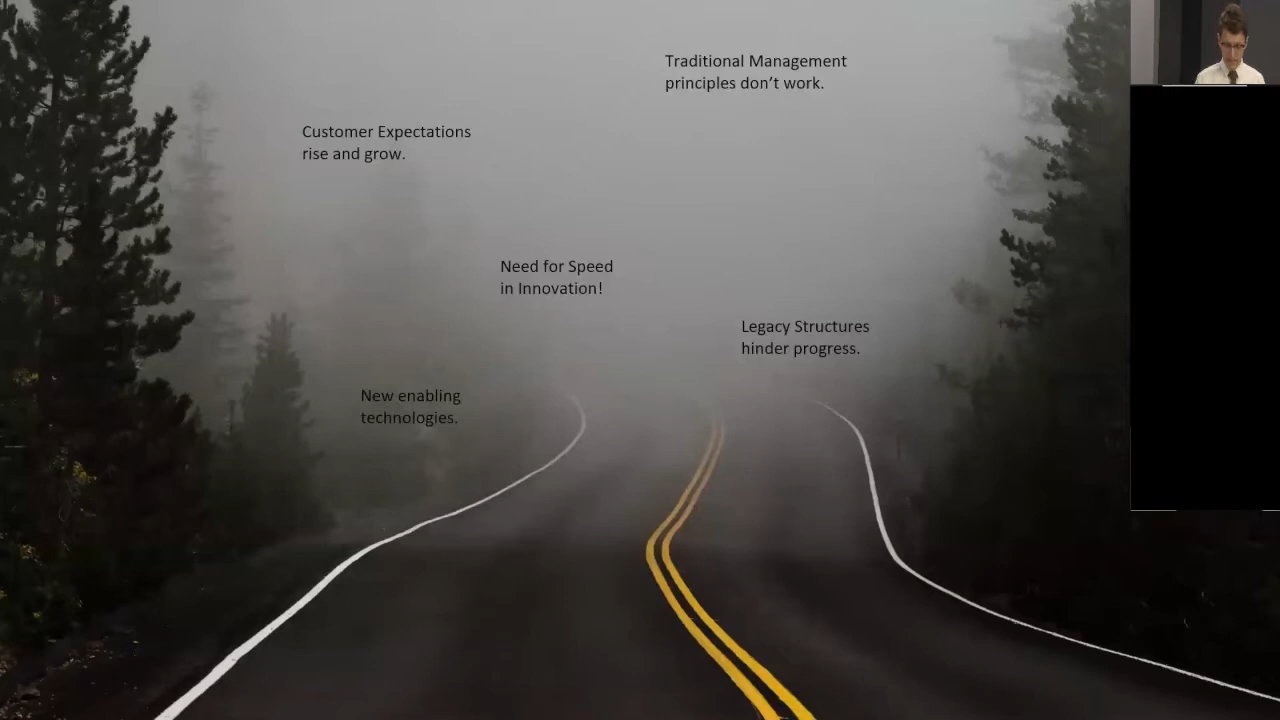 Traditional Management
principles don’t work.
Customer Expectations
rise and grow.
Need for Speed
in Innovation!
Legacy Structures
hinder progress.
New enabling
technologies.